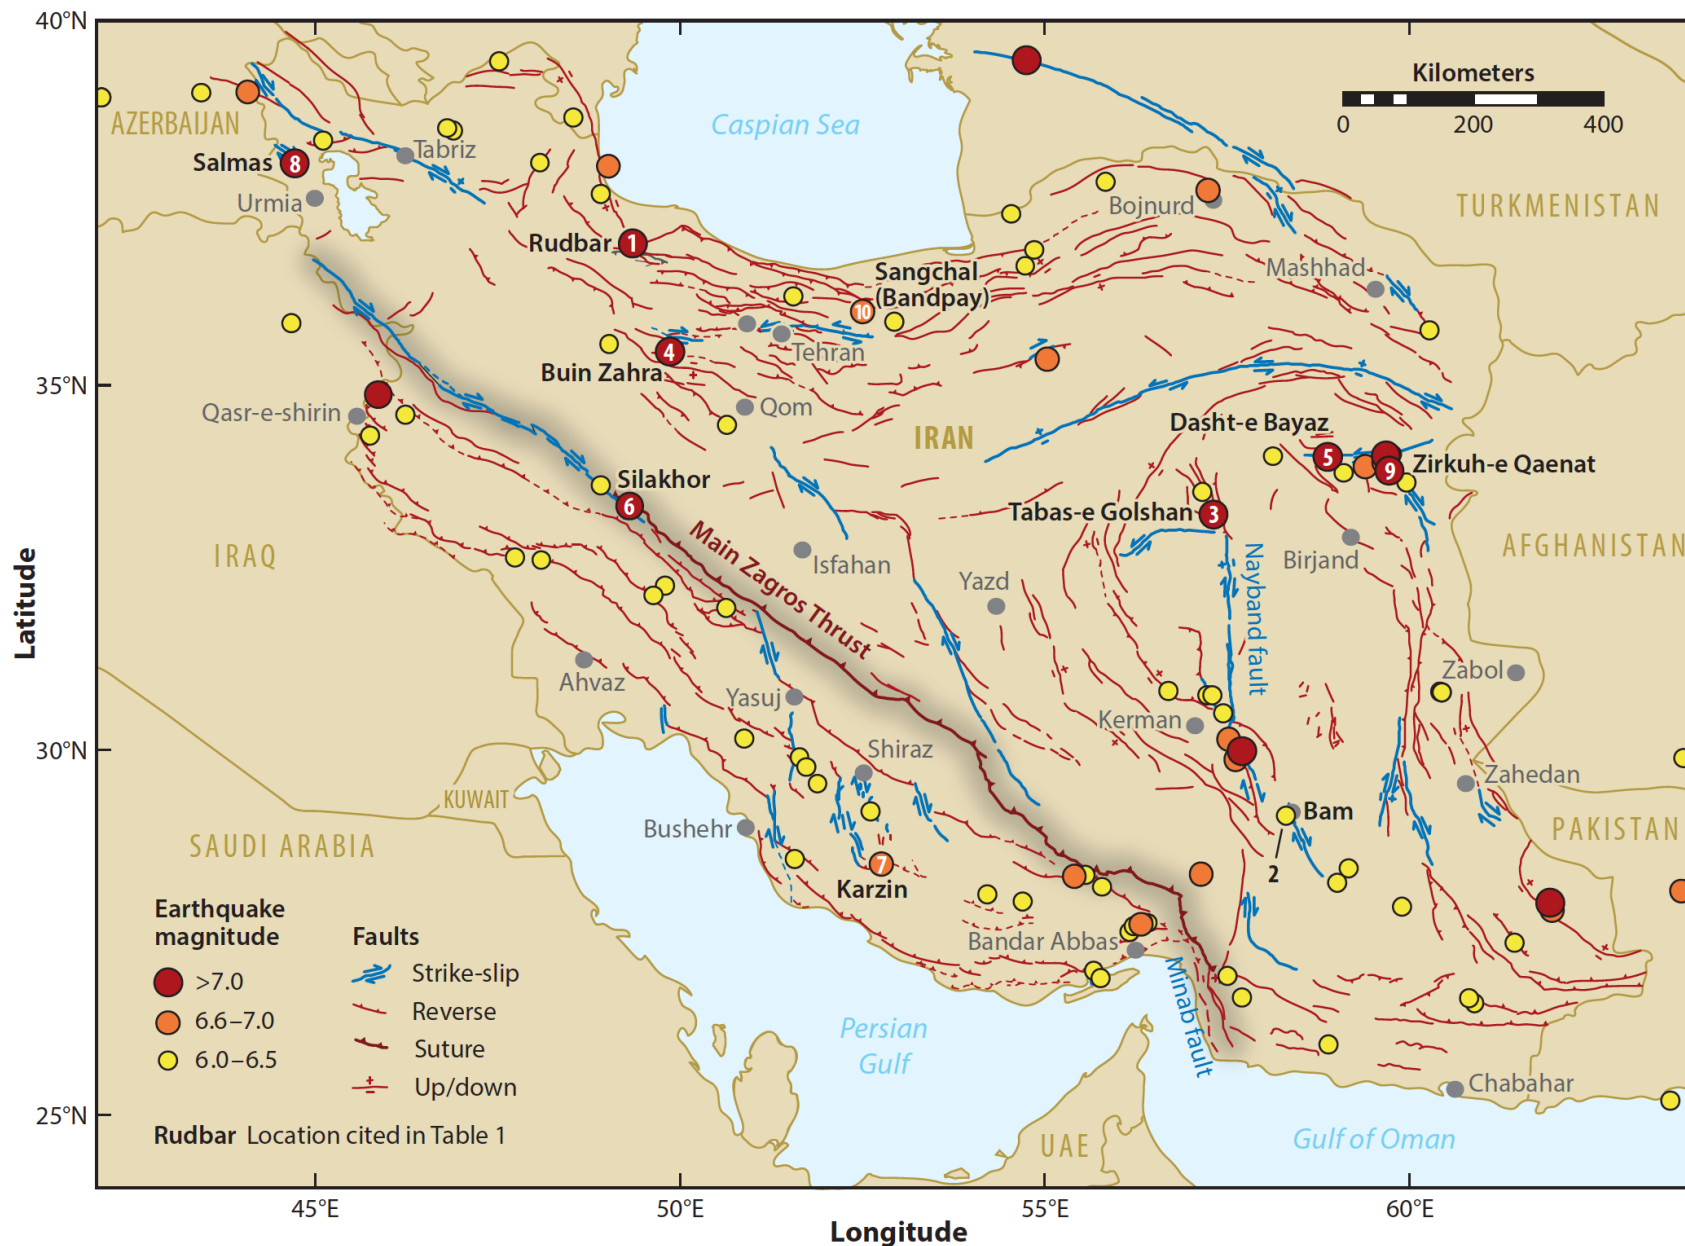 40°N
35°N
30°N
25°N
Latitude
45°E
50°E
55°E
60°E
Longitude
Kilometers
0
200
400
Caspian Sea
AZERBAIJAN
Tabriz
Salmas
8
Urmia
Rudbar
1
Sangchal
(Bandpay)
10
Bojnurd
Mashhad
TURKMENISTAN
Tehran
4
Buin Zahra
Qom
Qasr-e-shirin
IRAN
Dasht-e Bayaz
5
9
Zirkuh-e Qaenat
Silakhor
6
Tabas-e Golshan
3
Birjand
AFGHANISTAN
IRAQ
Main Zagros Thrust
Isfahan
Yazd
Nayband fault
Ahvaz
Yasuj
Kerman
Zabol
Shiraz
Zahedan
KUWAIT
SAUDI ARABIA
Bushehr
Bam
2
PAKISTAN
7
Karzin
Bandar Abbas
Minab fault
Persian
Gulf
UAE
Chabahar
Gulf of Oman
Earthquake
magnitude
>7.0
6.6–7.0
6.0–6.5
Faults
Strike-slip
Reverse
Suture
Up/down
Rudbar Location cited in Table 1